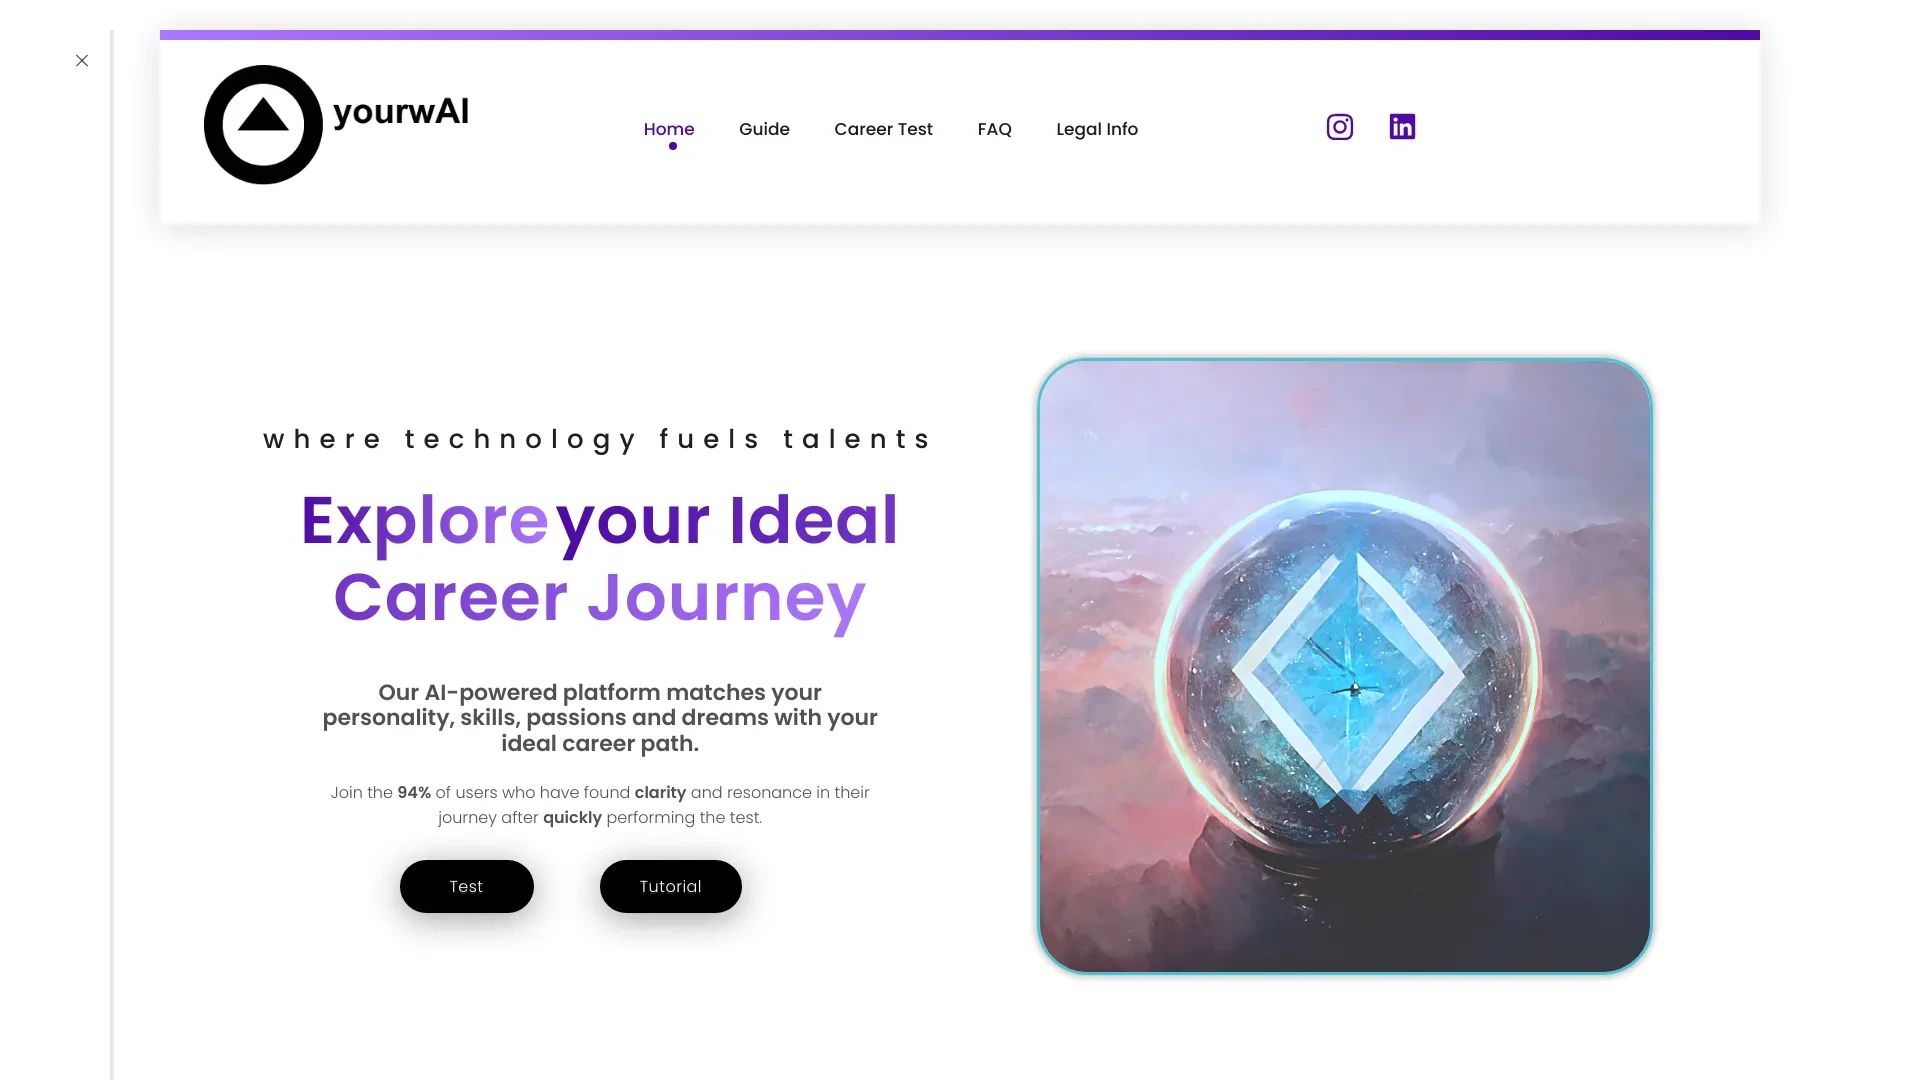 yourwAI
Home Guide Career Test FAQ Legal Info
where technology fuels talents
Explore your Ideal
Career Journey
Our AI-powered platform matches your
personality, skills, passions and dreams with your
ideal career path.
Join the 94% of users who have found clarity and resonance in their
journey after quickly performing the test.
Test Tutorial